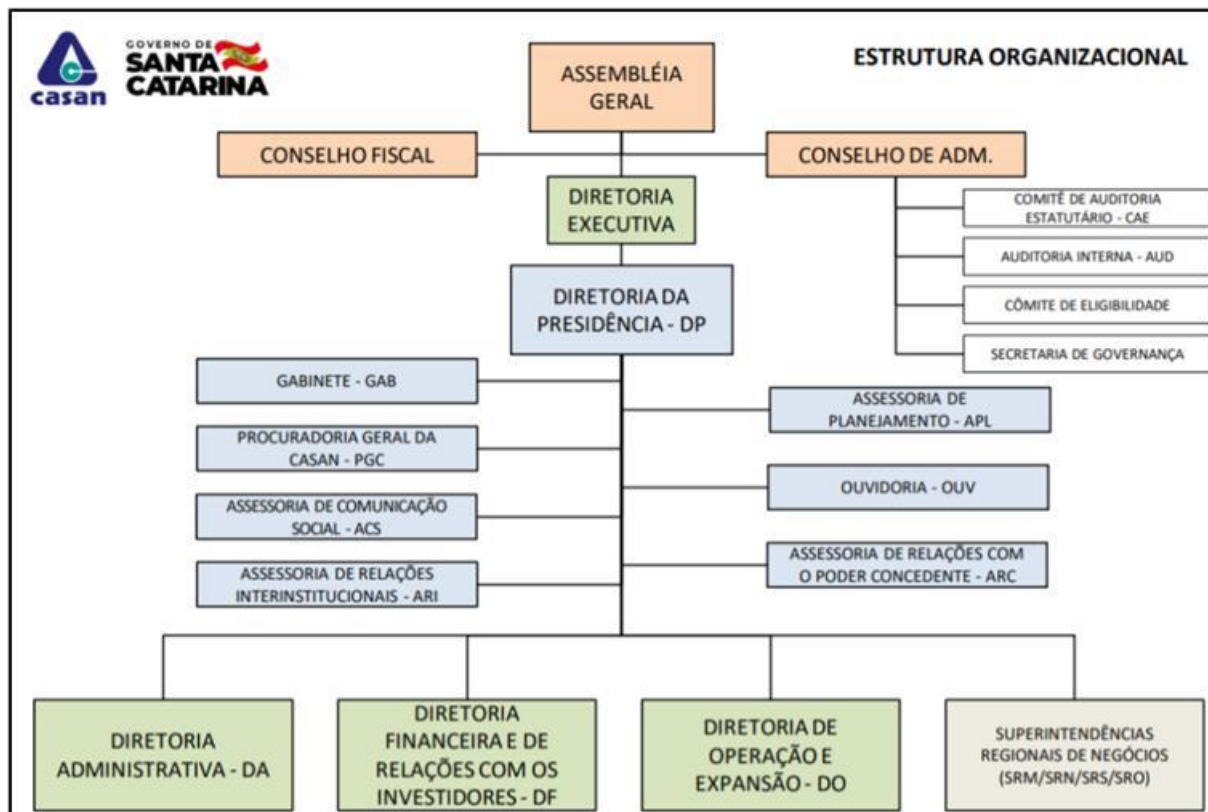 casan
GOVERNO DE
SANTA
CATARINA
ESTRUTURA ORGANIZACIONAL
ASSEMBLÉIA
GERAL
CONSELHO FISCAL
CONSELHO DE ADM.
DIRETORIA
EXECUTIVA
COMITÊ DE AUDITORIA
ESTATUTÁRIO - CAE
AUDITORIA INTERNA - AUD
CÔMITE DE ELIGIBILIDADE
SECRETARIA DE GOVERNANÇA
DIRETORIA DA
PRESIDÊNCIA - DP
GABINETE - GAB
PROCURADORIA GERAL DA
CASAN - PGC
ASSESSORIA DE COMUNICAÇÃO
SOCIAL - ACS
ASSESSORIA DE RELAÇÕES
INTERINSTITUCIONAIS - ARI
ASSESSORIA DE
PLANEJAMENTO - APL
OUVIDORIA - OUV
ASSESSORIA DE RELAÇÕES COM
O PODER CONCEDENTE - ARC
DIRETORIA
ADMINISTRATIVA - DA
DIRETORIA
FINANCEIRA E DE
RELAÇÕES COM OS
INVESTIDORES - DF
DIRETORIA DE
OPERAÇÃO E
EXPANSÃO - DO
SUPERINTENDÊNCIAS
REGIONAIS DE NEGÓCIOS
(SRM/SRN/SRS/SRO)